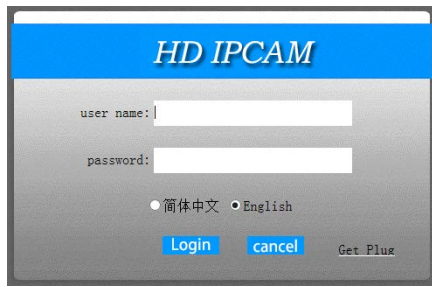 HD IPCAM
user name:
password:
简体中文 English
Login cancel Get Plug